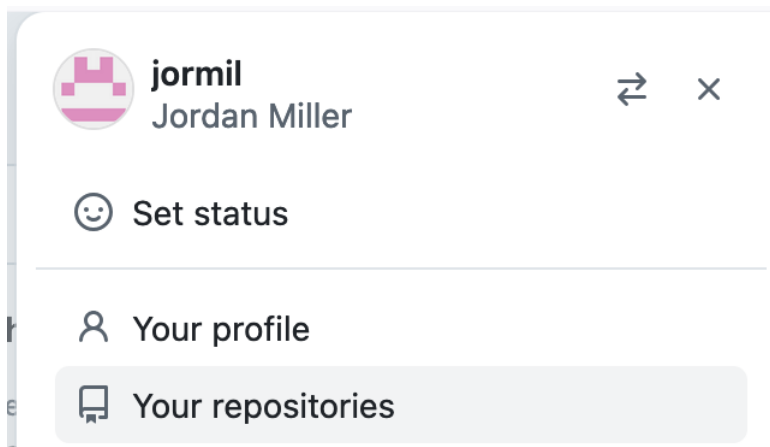 jormil
Jordan Miller
Set status
Your profile
Your repositories